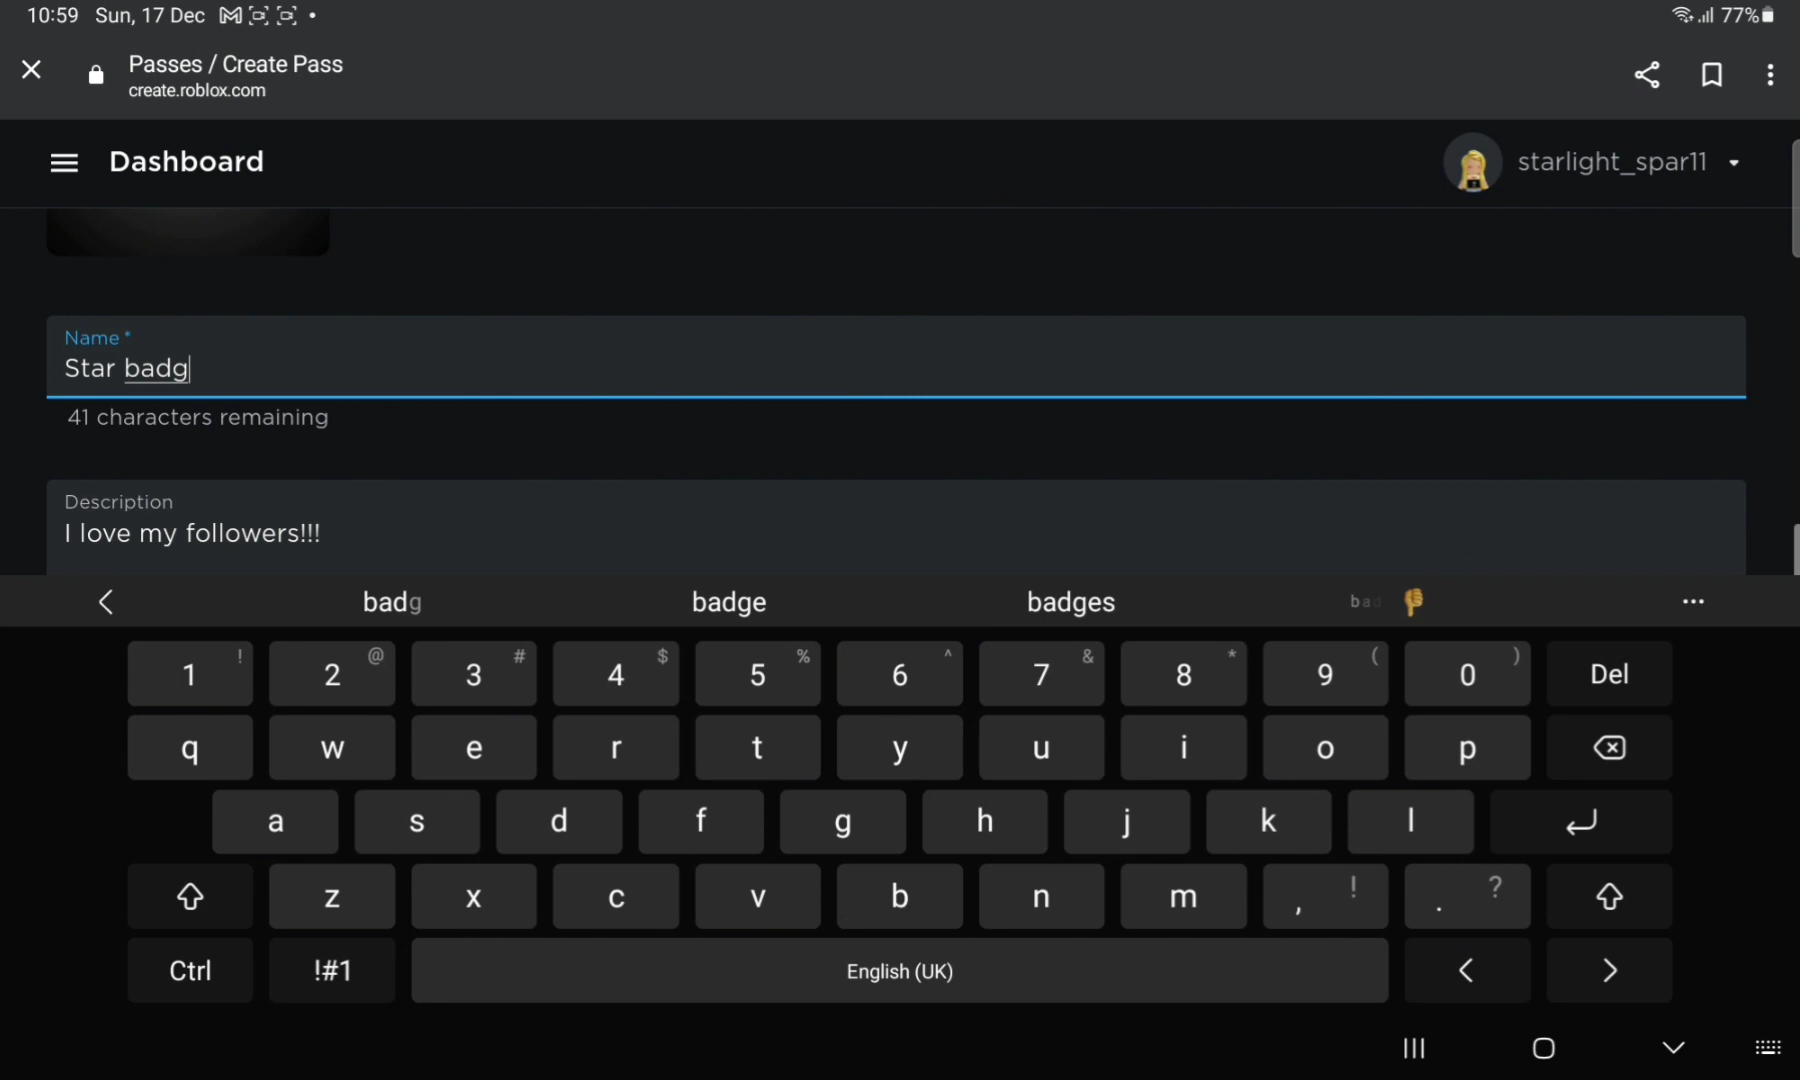 10:59 Sun, 17 Dec 77%
Passes / Create Pass
create.roblox.com
Dashboard
starlight_spar11
Name *
Star badg
41 characters remaining
Description
I love my followers!!!
badg badge badges bad
! @ # $ % ^ & * ( )
1 2 3 4 5 6 7 8 9 0 Del
q w e r t y u i o p
a s d f g h j k l
z x c v b n m , ! . ?
Ctrl !#1 English (UK) < >